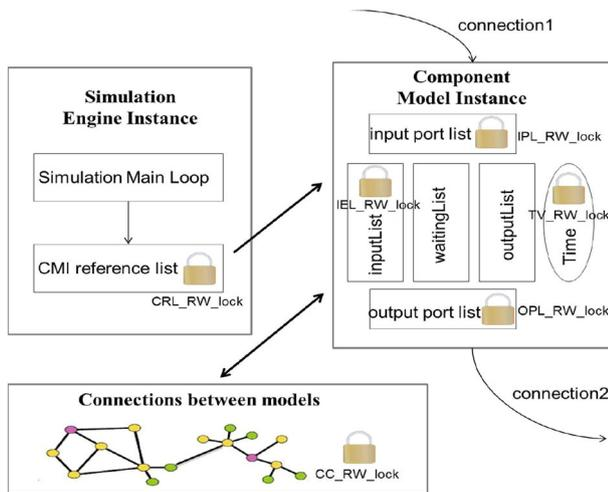 connection1
Simulation
Engine Instance
Simulation Main Loop
CMI reference list
CRL_RW_lock
Component
Model Instance
input port list
IPL_RW_lock
IEL_RW_lock
inputList
waitingList
outputList
TV_RW_lock
Time
output port list
OPL_RW_lock
connection2
Connections between models
CC_RW_lock